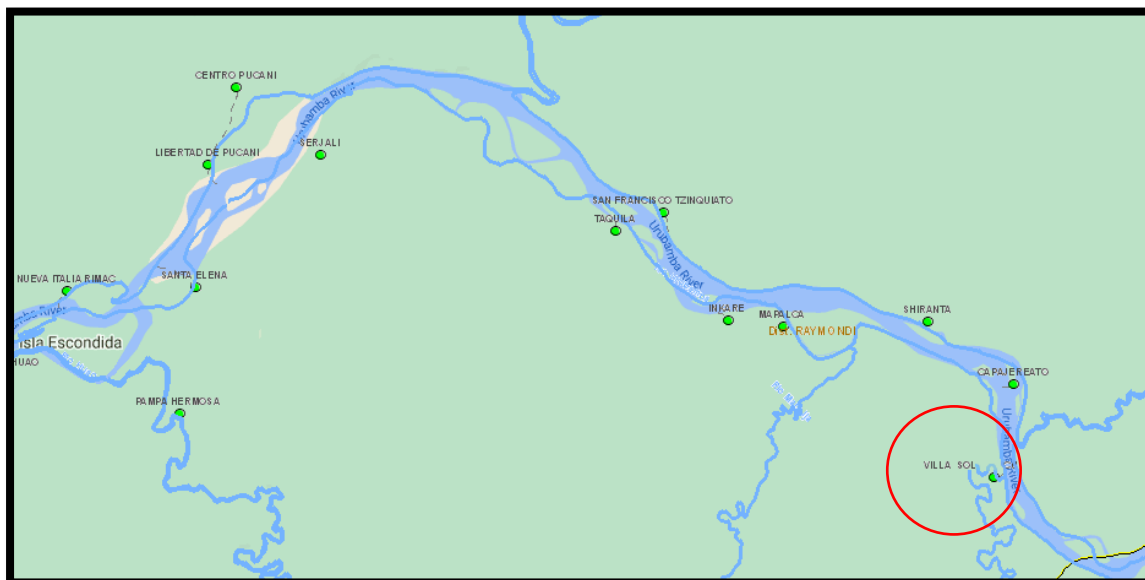 CENTRO PUCANI
Urubamba River
SERJALI
LIBERTAD DE PUCANI
SAN FRANCISCO TZINQUIATO
TAQUILA
Urubamba River
SANTA ELENA
NUEVA ITALIA RIMAC
mba River
Isla Escondida
HUAO
INKARE
MAPALCA
DIST. RAYMONDI
SHIRANTA
CAPAJEREATO
PAMPA HERMOSA
Urubamba River
VILLA SOL